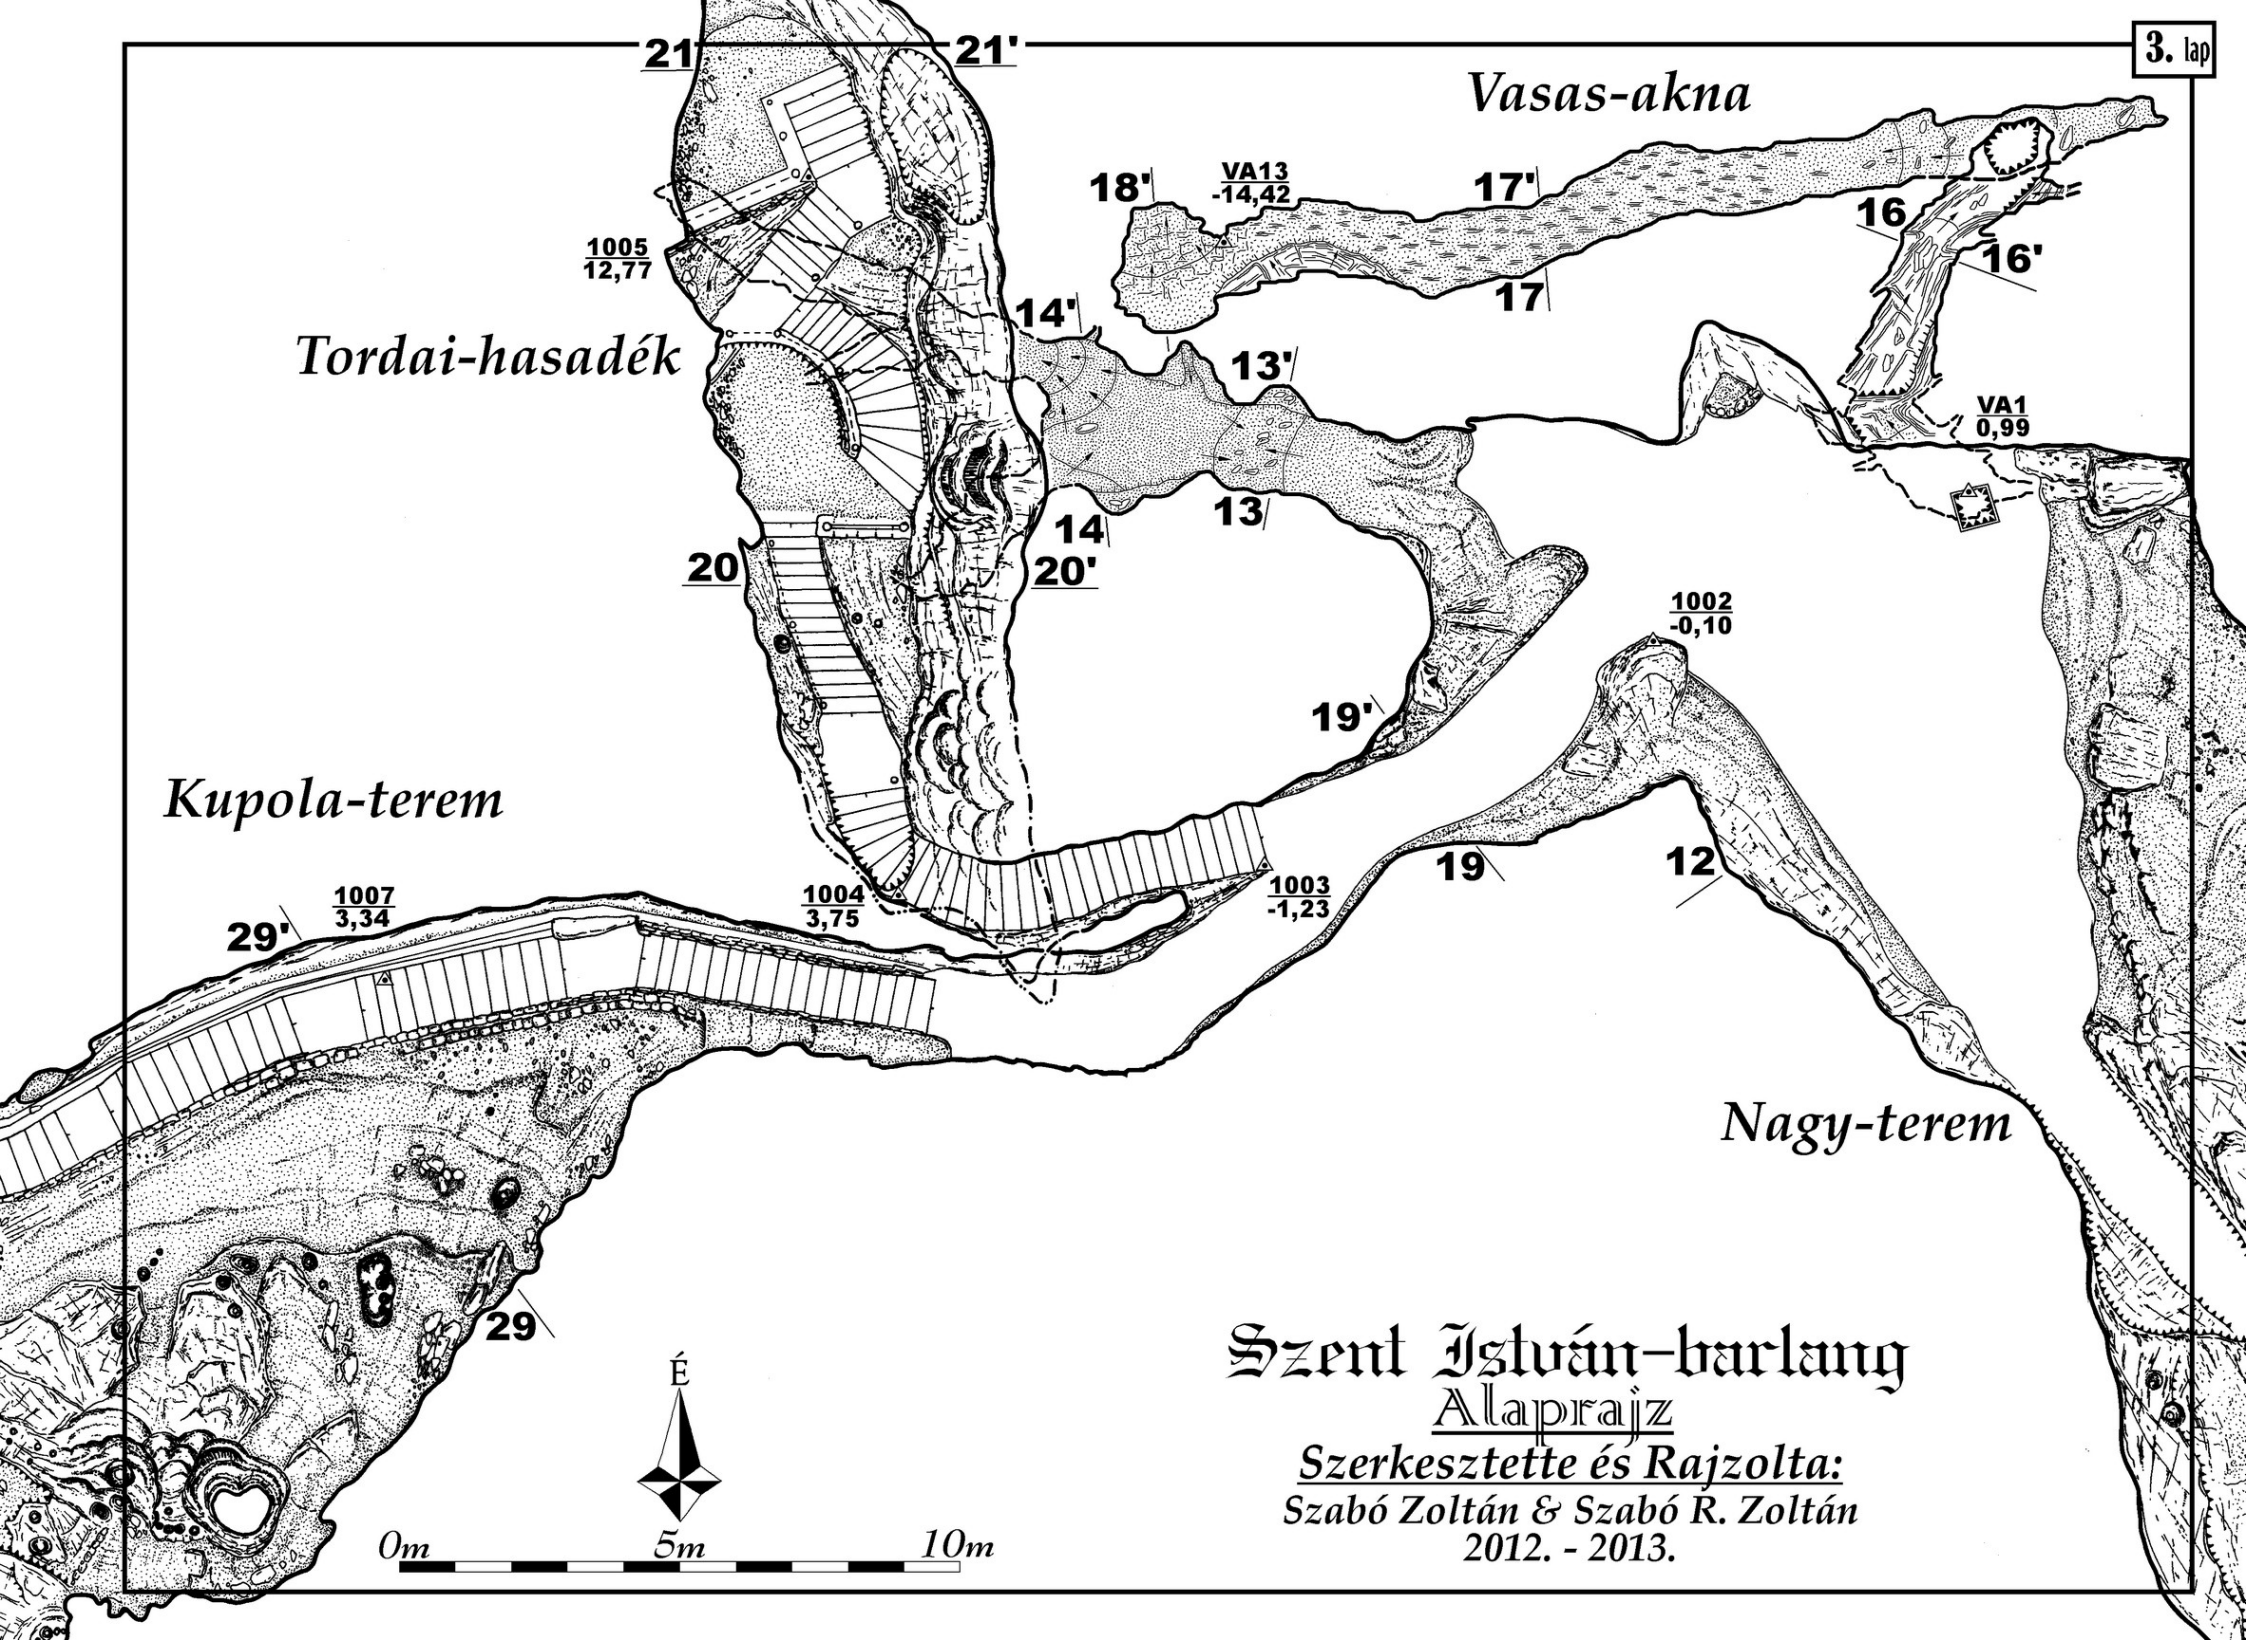 3. lap
21
21'
Vasas-akna
18'
VA13
-14,42
17'
16
16'
1005
12,77
17
14'
Tordai-hasadék
13'
VA1
0,99
14
13
20
20'
1002
-0,10
19'
Kupola-terem
19
12
1007
3,34
1004
3,75
1003
-1,23
29'
Nagy-terem
29
Szent István-barlang
Alaprajz
Szerkesztette és Rajzolta:
Szabó Zoltán & Szabó R. Zoltán
2012. - 2013.
É
0m 5m 10m